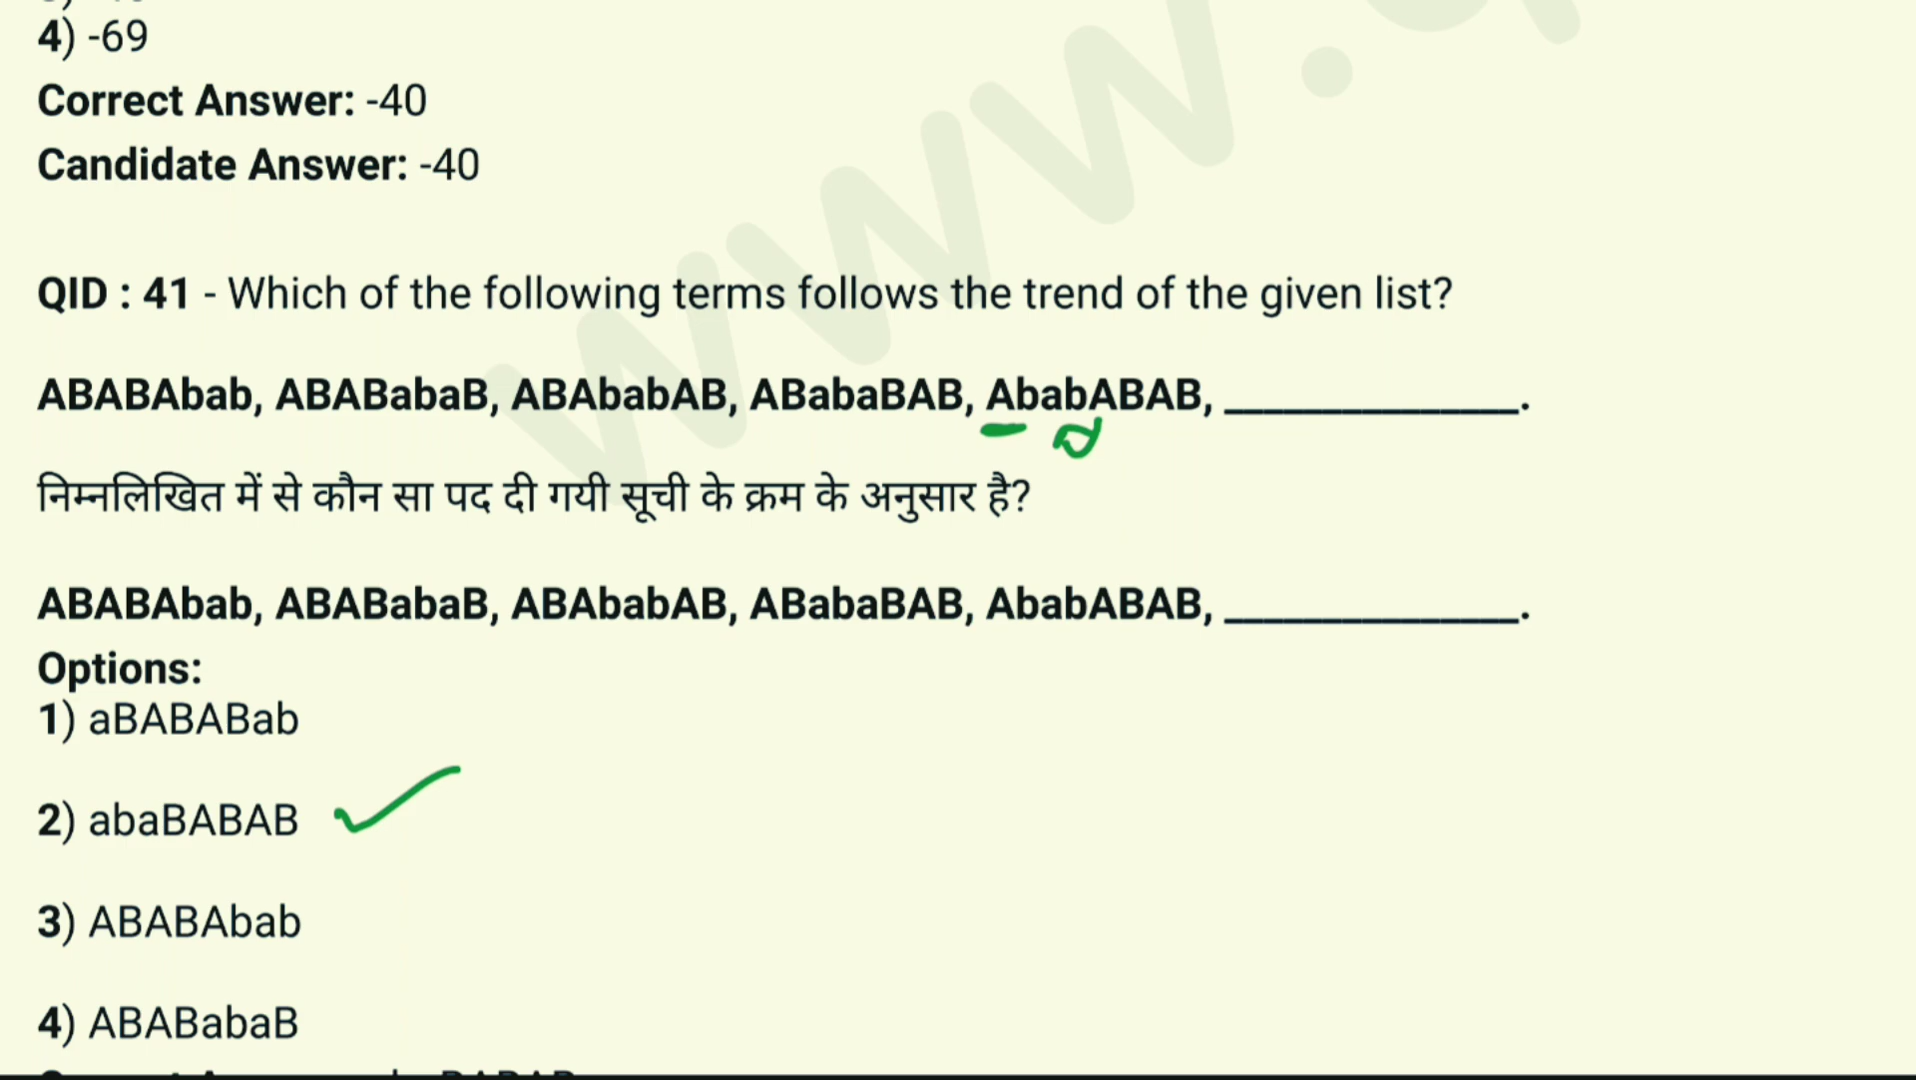 4) -69
Correct Answer: -40
Candidate Answer: -40
QID : 41 - Which of the following terms follows the trend of the given list?
ABABAbab, ABABabaB, ABAbabAB, ABabaBAB, AbabABAB, _______________.
निम्नलिखित में से कौन सा पद दी गयी सूची के क्रम के अनुसार है?
ABABAbab, ABABabaB, ABAbabAB, ABabaBAB, AbabABAB, _______________.
Options:
1) aBABABab
2) abaBABAB
3) ABABAbab
4) ABABabaB